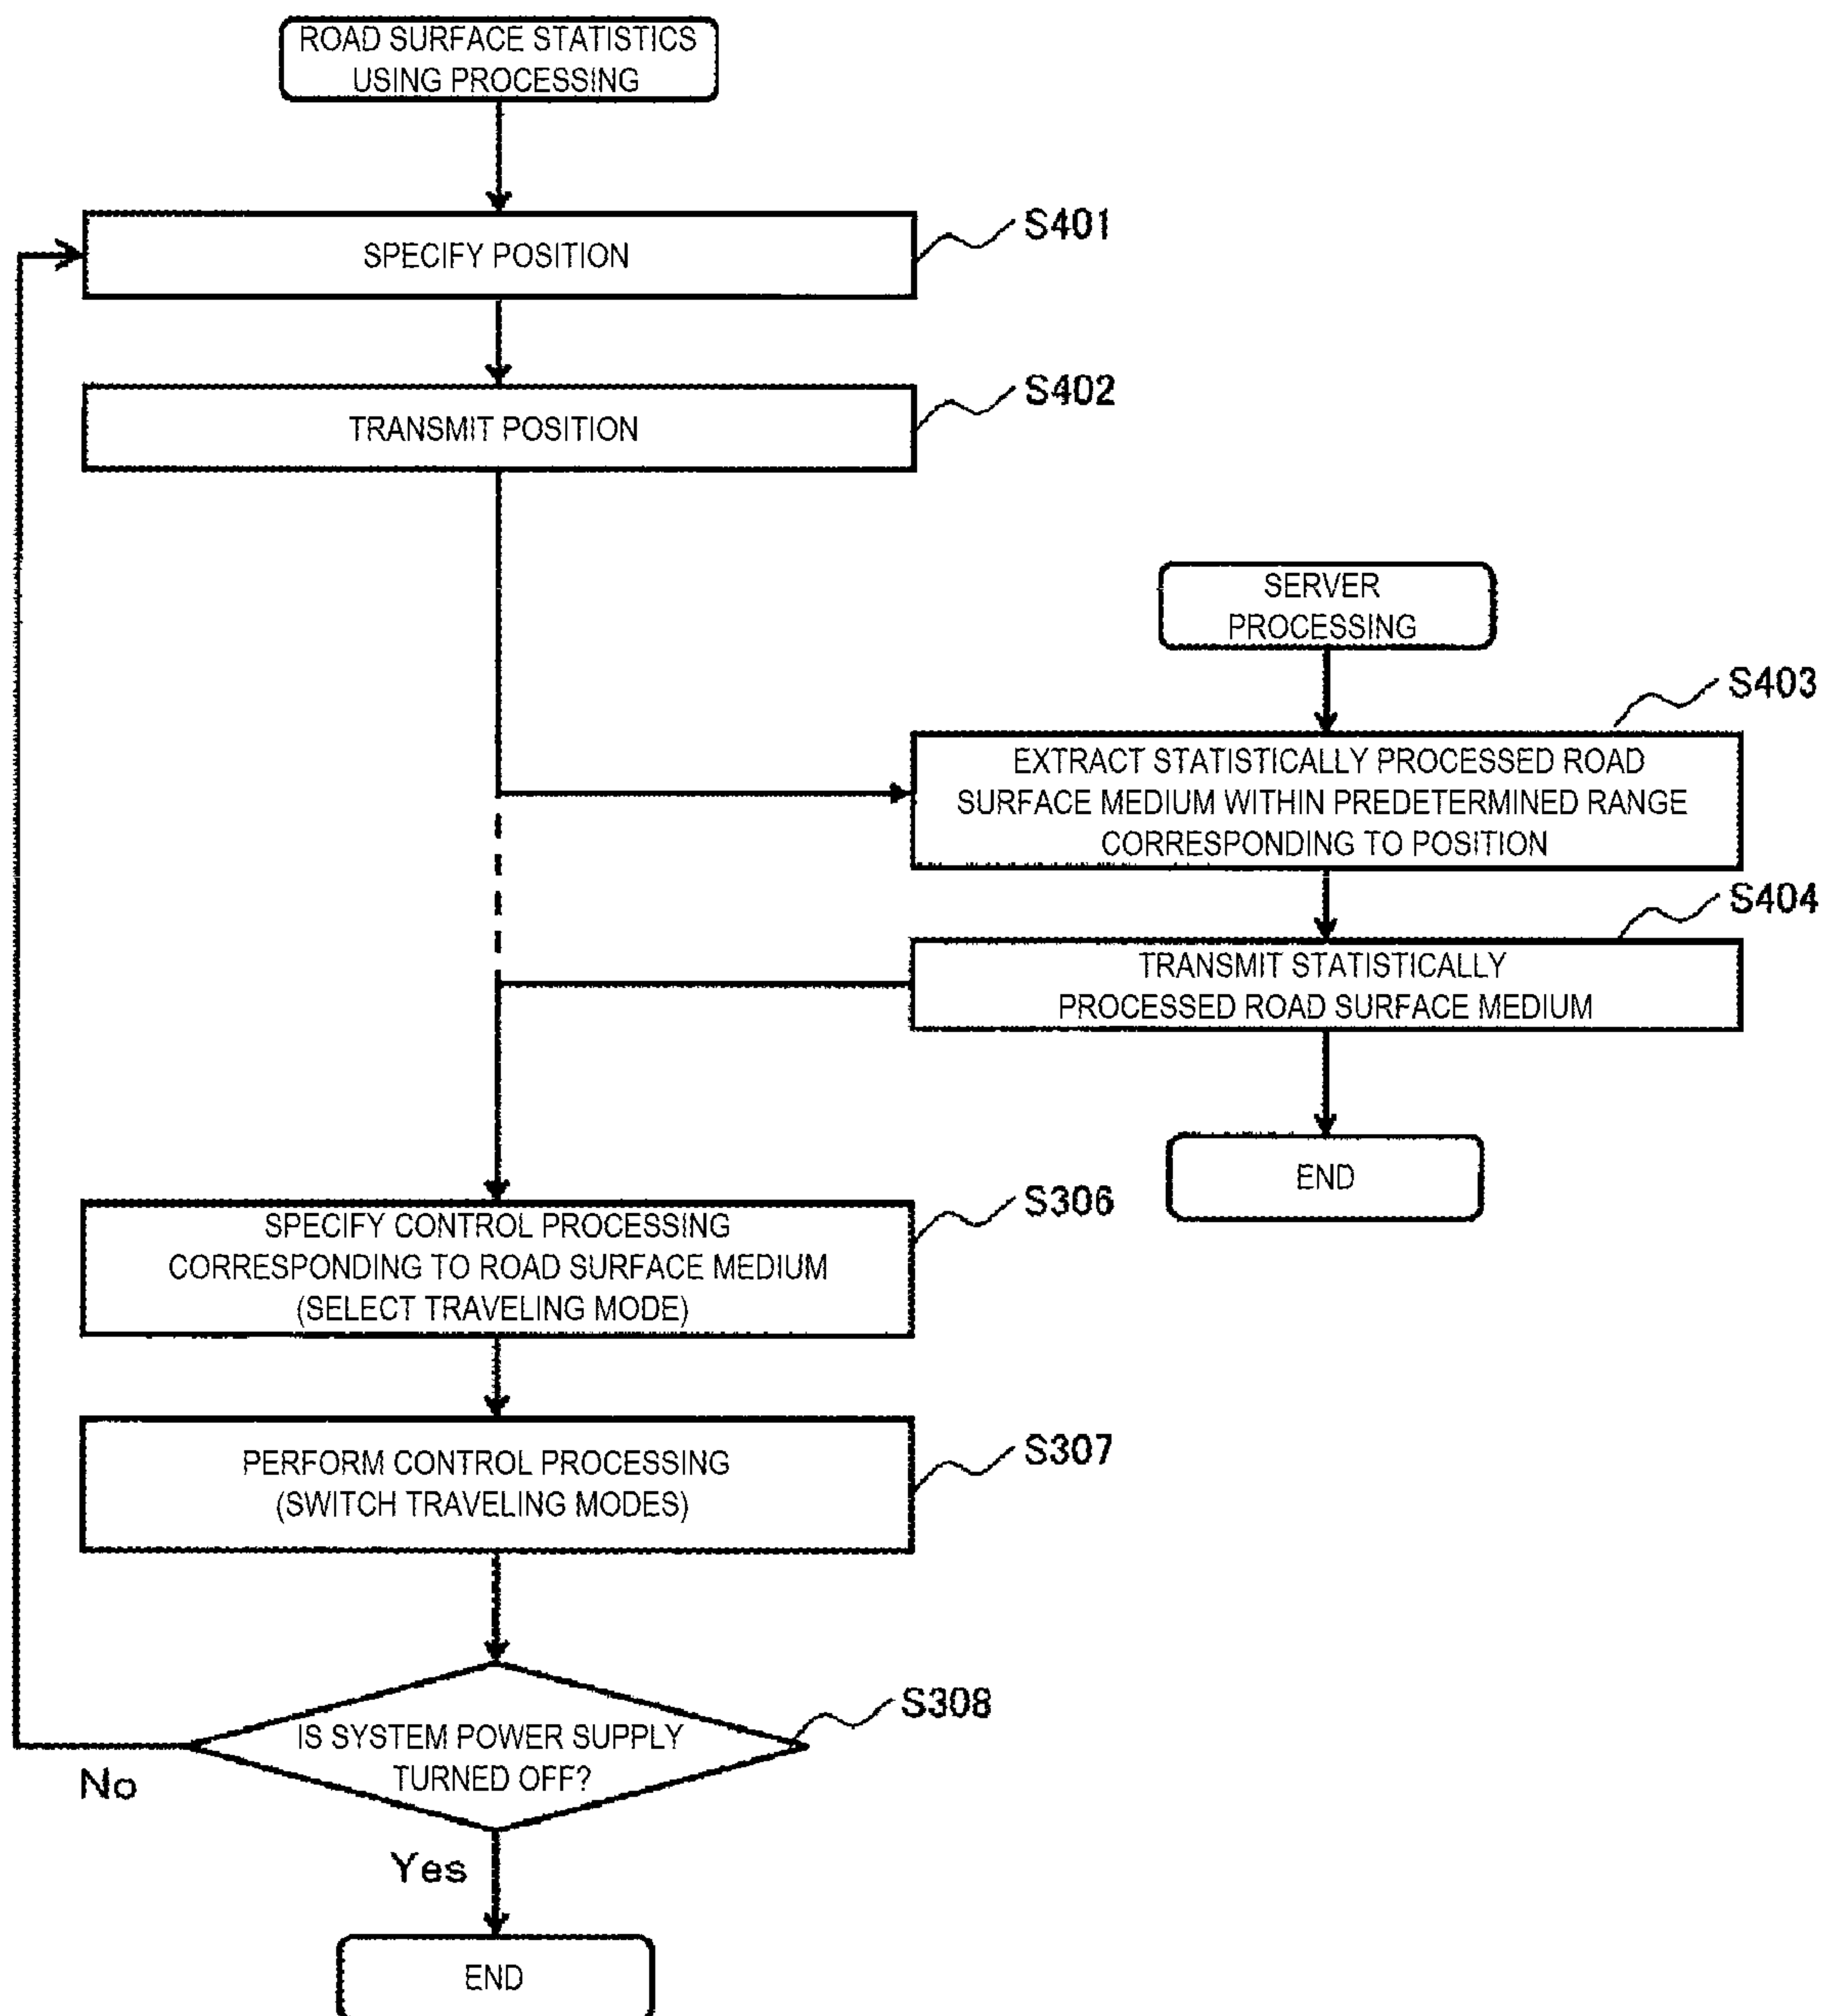 ROAD SURFACE STATISTICS
USING PROCESSING
SPECIFY POSITION
S401
TRANSMIT POSITION
S402
SERVER
PROCESSING
EXTRACT STATISTICALLY PROCESSED ROAD
SURFACE MEDIUM WITHIN PREDETERMINED RANGE
CORRESPONDING TO POSITION
S403
TRANSMIT STATISTICALLY
PROCESSED ROAD SURFACE MEDIUM
S404
END
SPECIFY CONTROL PROCESSING
CORRESPONDING TO ROAD SURFACE MEDIUM
(SELECT TRAVELING MODE)
S306
PERFORM CONTROL PROCESSING
(SWITCH TRAVELING MODES)
S307
IS SYSTEM POWER SUPPLY
TURNED OFF?
S308
No
Yes
END